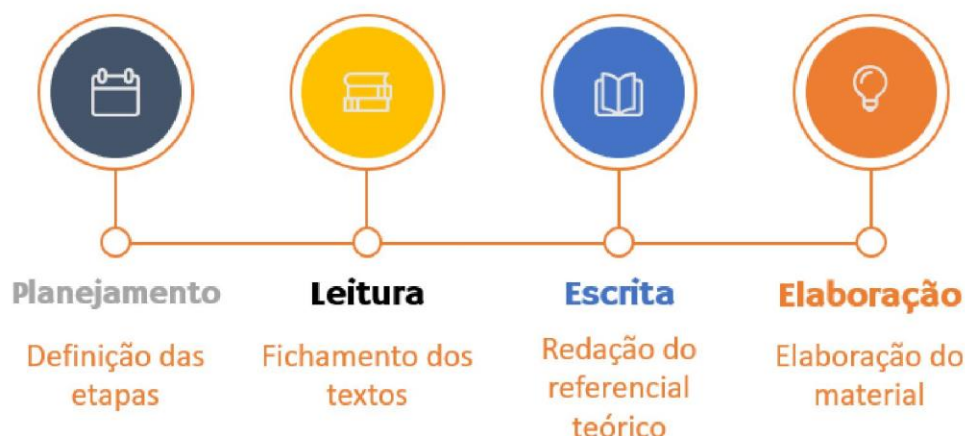 Planejamento
Definição das
etapas
Leitura
Fichamento dos
textos
Escrita
Redação do
referencial
teórico
Elaboração
Elaboração do
material